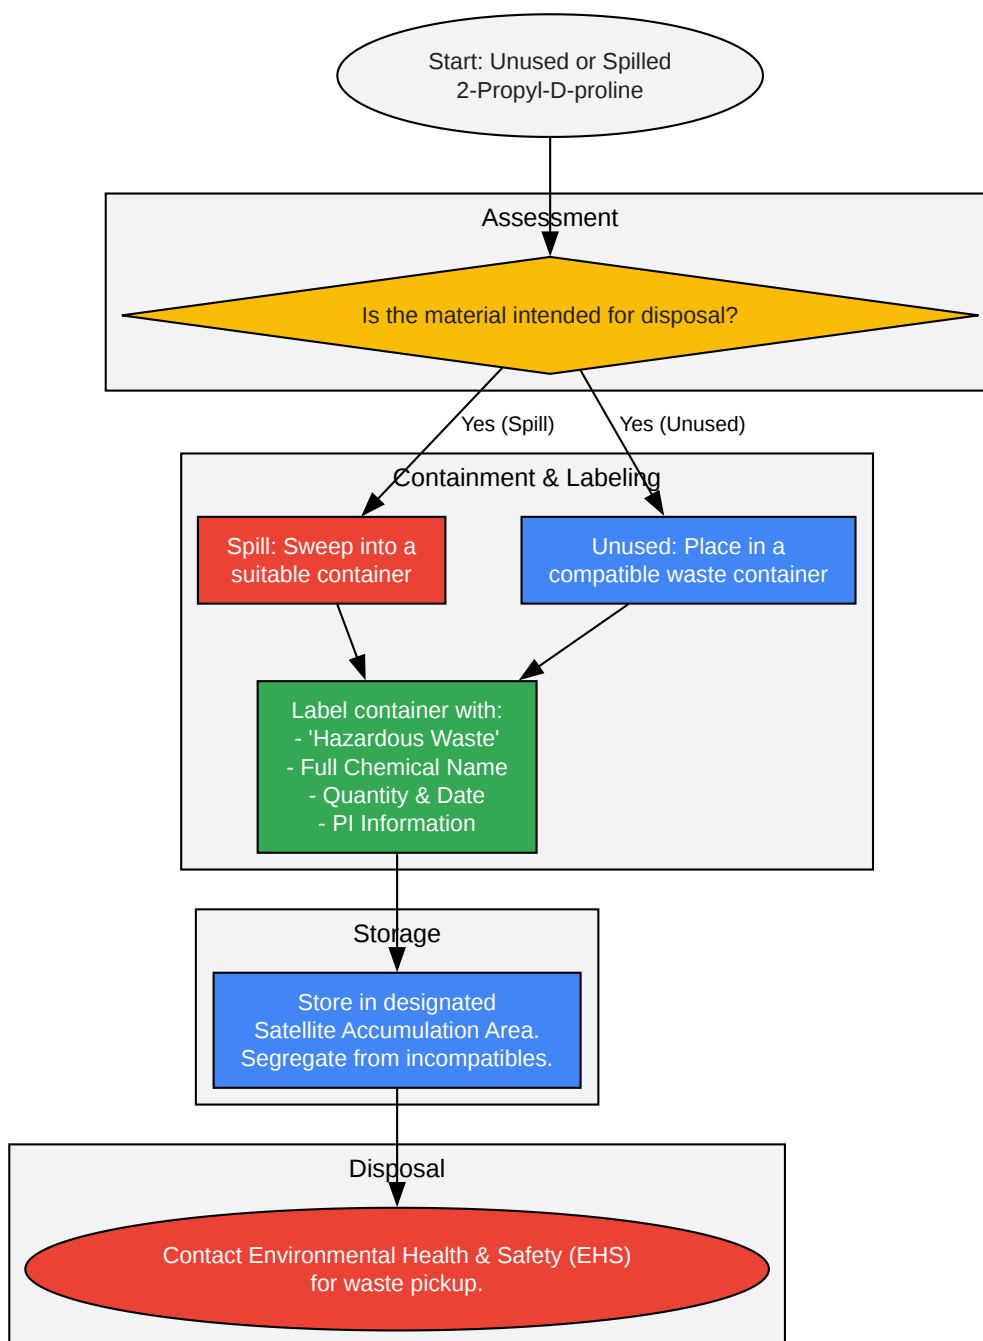 Start: Unused or Spilled
2-Propyl-D-proline
Assessment
Is the material intended for disposal?
Yes (Spill)
Yes (Unused)
Containment & Labeling
Spill: Sweep into a
suitable container
Unused: Place in a
compatible waste container
Label container with:
- 'Hazardous Waste'
- Full Chemical Name
- Quantity & Date
- PI Information
Storage
Store in designated
Satellite Accumulation Area.
Segregate from incompatibles.
Disposal
Contact Environmental Health & Safety (EHS)
for waste pickup.